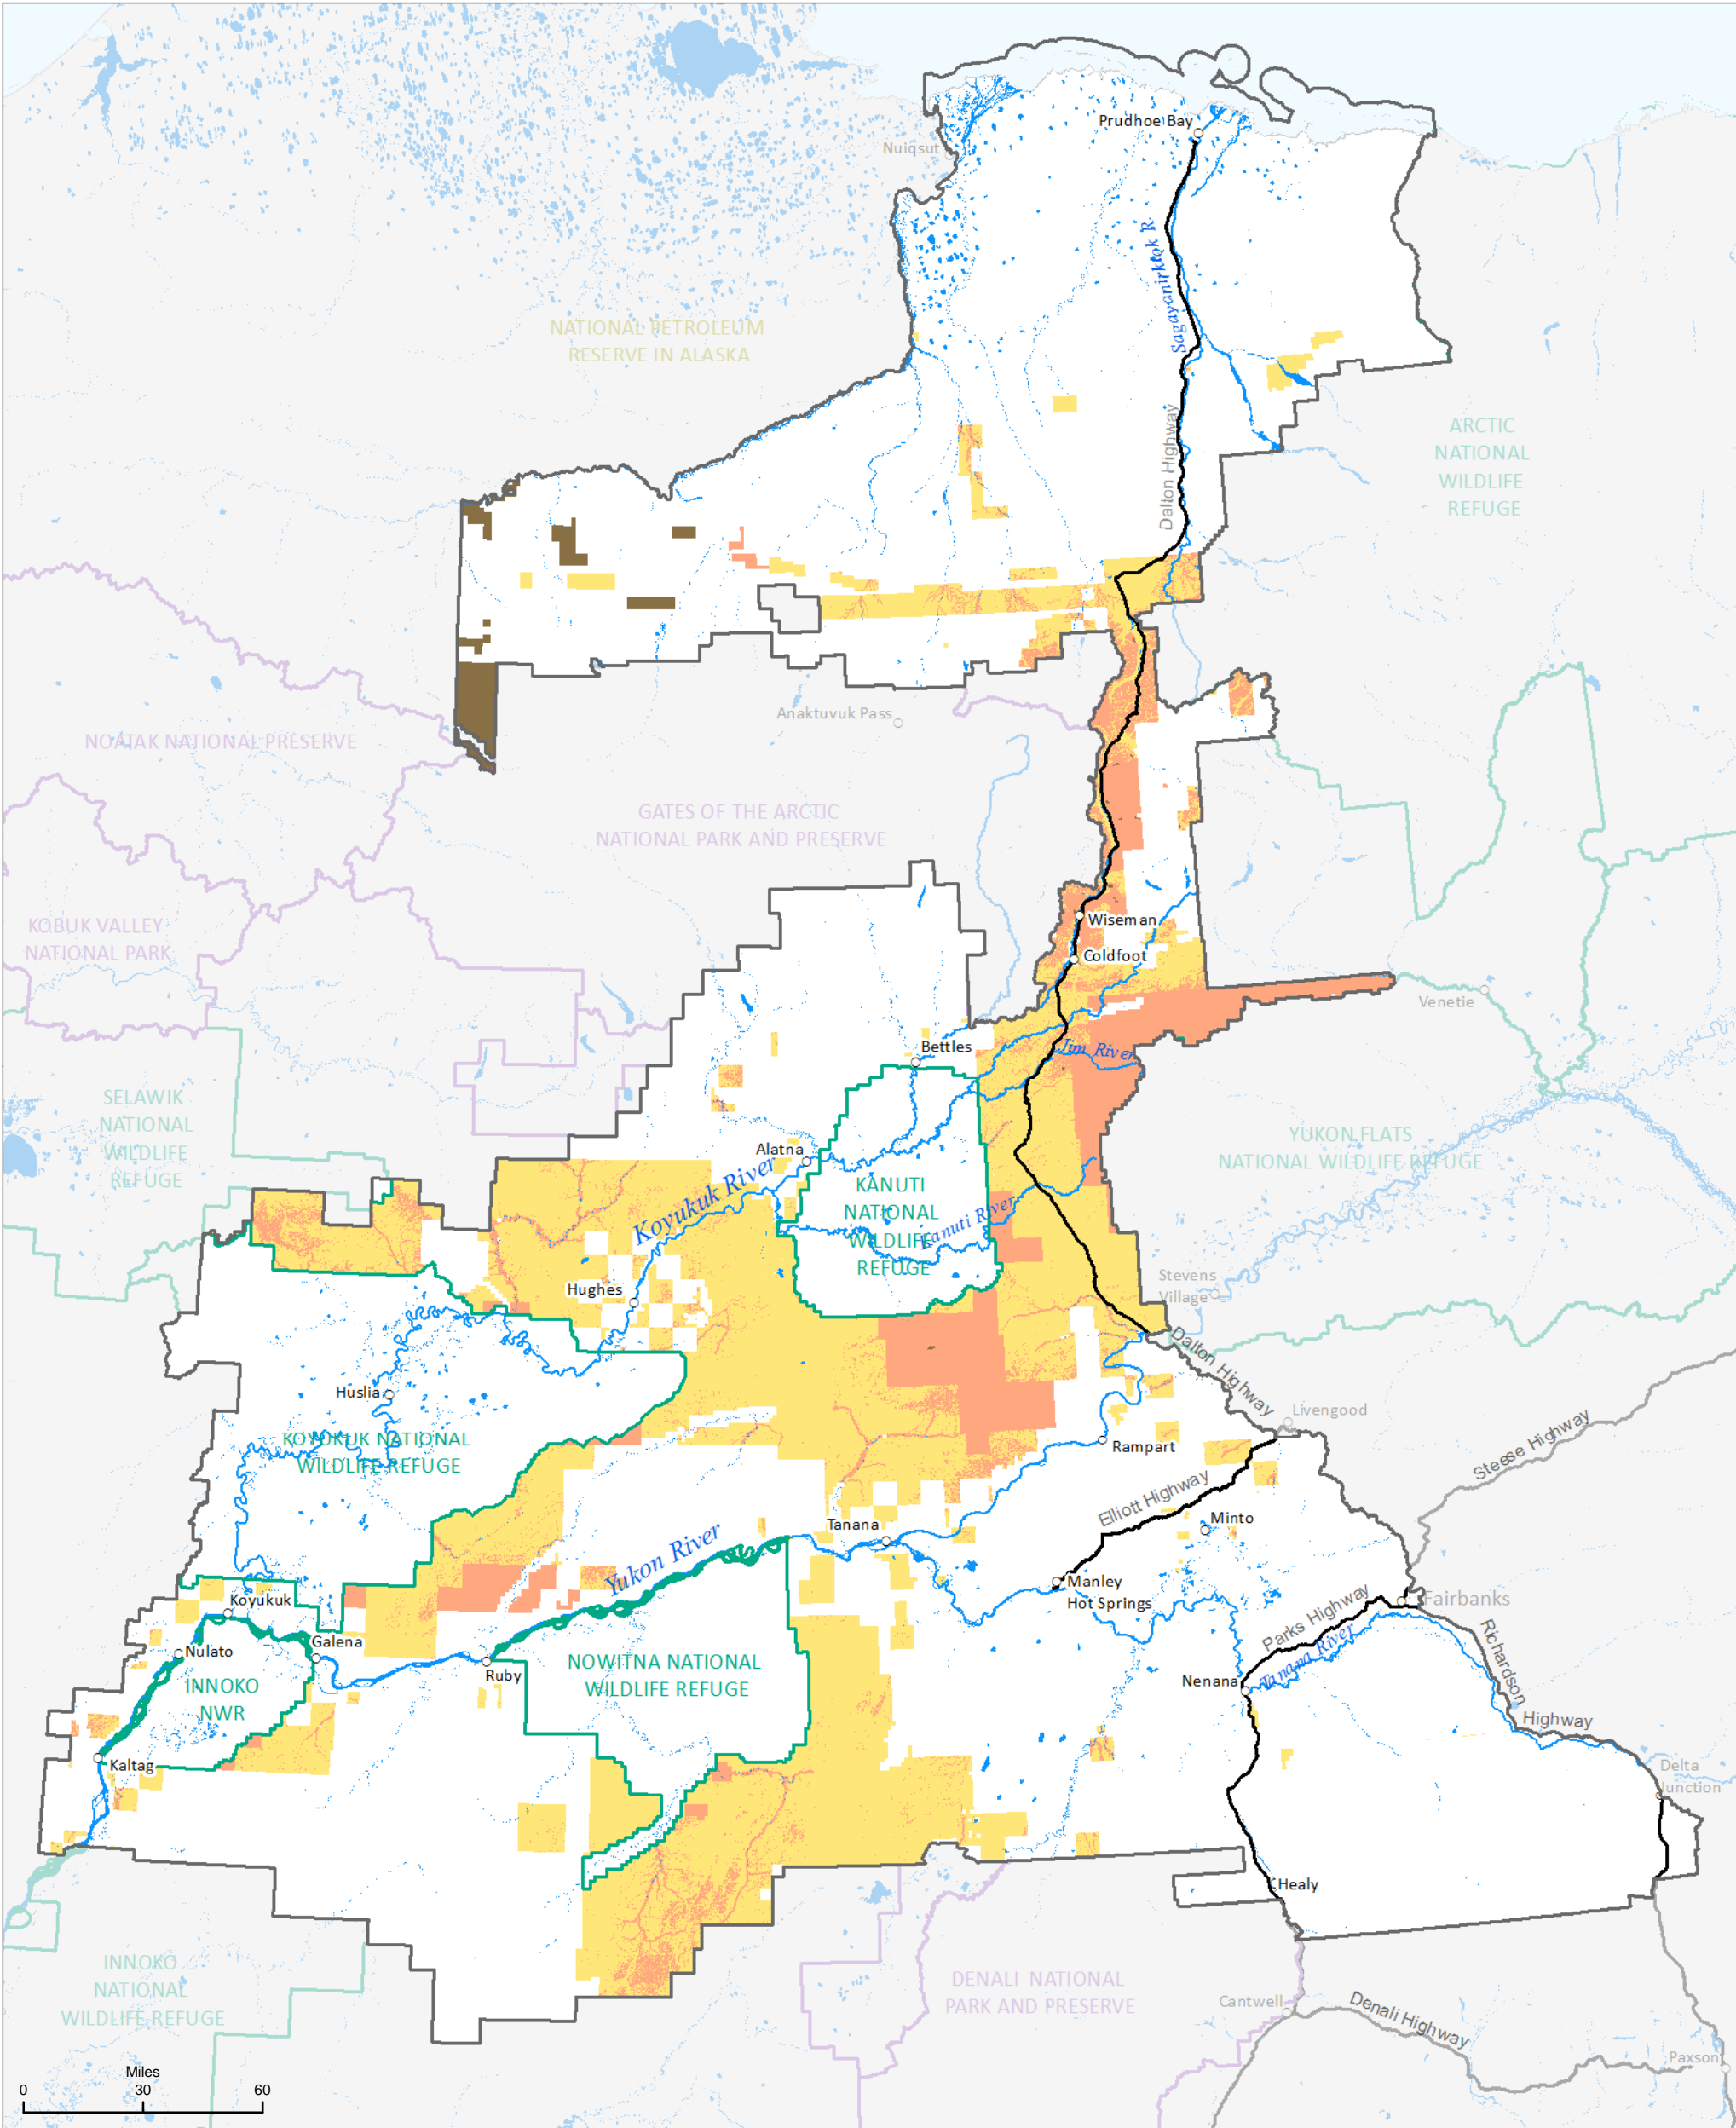 Prudhoe Bay
Nuiqsut
Sagavanirktok R.
NATIONAL PETROLEUM
RESERVE IN ALASKA
Dalton Highway
ARCTIC
NATIONAL
WILDLIFE
REFUGE
Anaktuvuk Pass
NOATAK NATIONAL PRESERVE
GATES OF THE ARCTIC
NATIONAL PARK AND PRESERVE
KOBUK VALLEY
NATIONAL PARK
Wiseman
Coldfoot
Venetie
Bettles
Jim River
SELAWIK
NATIONAL
WILDLIFE
REFUGE
YUKON FLATS
NATIONAL WILDLIFE REFUGE
Alatna
Koyukuk River
KANUTI
NATIONAL
WILDLIFE
REFUGE
Kanuti River
Stevens
Village
Hughes
Dalton Highway
Huslia
Livengood
KOYUKUK NATIONAL
WILDLIFE REFUGE
Rampart
Steese Highway
Elliott Highway
Minto
Tanana
Yukon River
Manley
Hot Springs
Koyukuk
Fairbanks
Parks Highway
Tanana River
Richardson
Highway
Nulato
Galena
Ruby
NOWITNA NATIONAL
WILDLIFE REFUGE
Nenana
INNOKO
NWR
Kaltag
Delta
Junction
Healy
INNOKO
NATIONAL
WILDLIFE REFUGE
DENALI NATIONAL
PARK AND PRESERVE
Cantwell
Denali Highway
Paxson
Miles
0 30 60